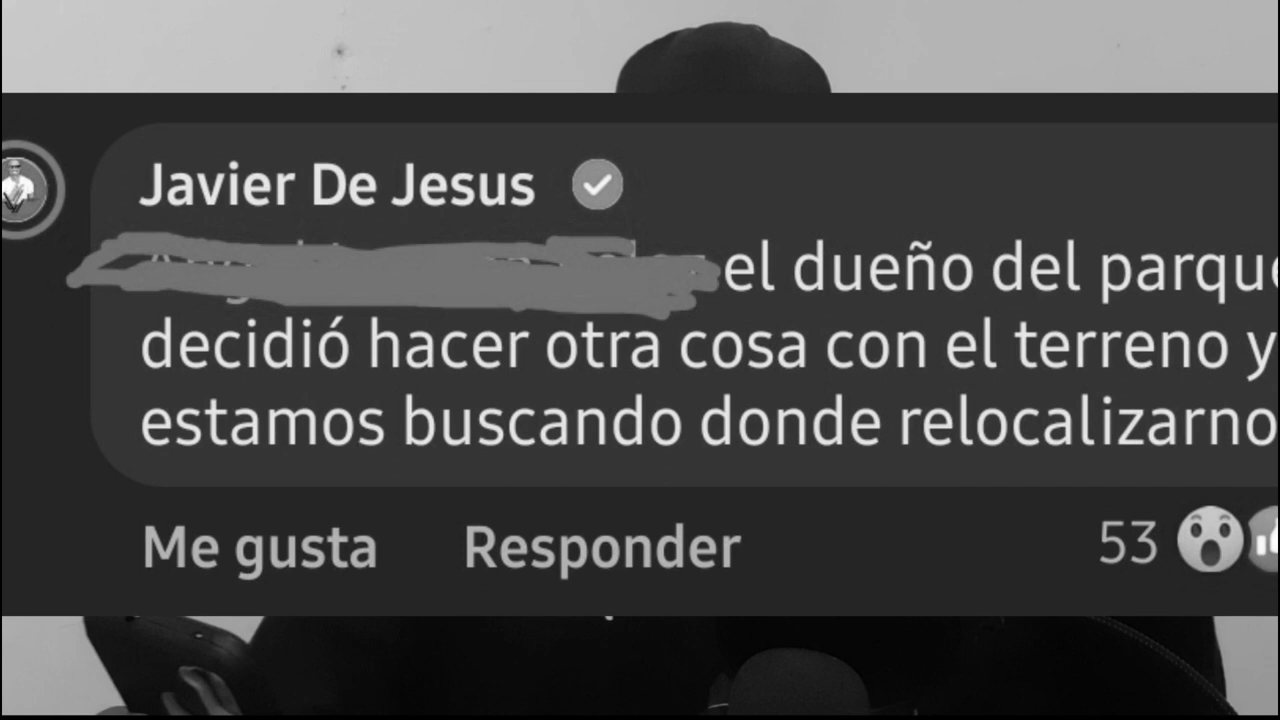 Javier De Jesus
el dueño del parque
decidió hacer otra cosa con el terreno y
estamos buscando donde
Me gusta Responder 53